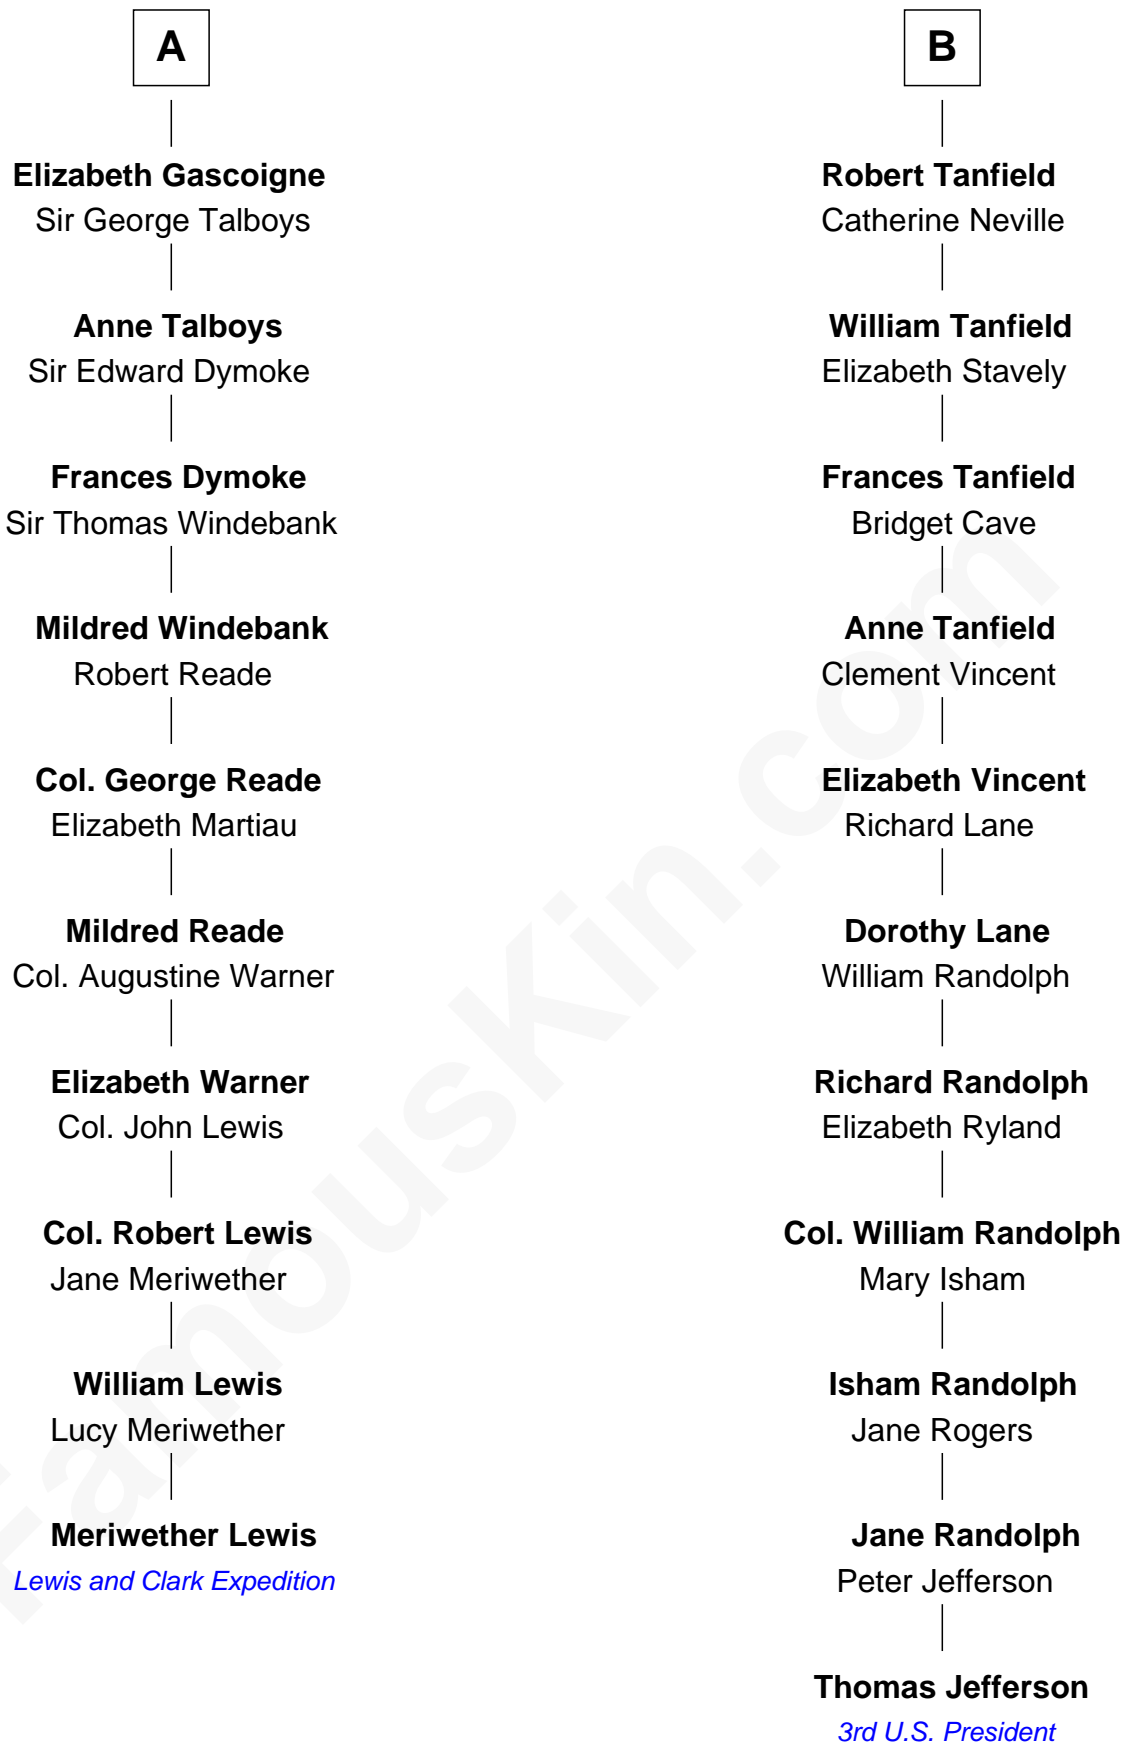 A
Elizabeth Gascoigne
Sir George Talboys
Anne Talboys
Sir Edward Dymoke
Frances Dymoke
Sir Thomas Windebank
Mildred Windebank
Robert Reade
Col. George Reade
Elizabeth Martiau
Mildred Reade
Col. Augustine Warner
Elizabeth Warner
Col. John Lewis
Col. Robert Lewis
Jane Meriwether
William Lewis
Lucy Meriwether
Meriwether Lewis
Lewis and Clark Expedition
B
Robert Tanfield
Catherine Neville
William Tanfield
Elizabeth Stavely
Frances Tanfield
Bridget Cave
Anne Tanfield
Clement Vincent
Elizabeth Vincent
Richard Lane
Dorothy Lane
William Randolph
Richard Randolph
Elizabeth Ryland
Col. William Randolph
Mary Isham
Isham Randolph
Jane Rogers
Jane Randolph
Peter Jefferson
Thomas Jefferson
3rd U.S. President
FamousKin.com